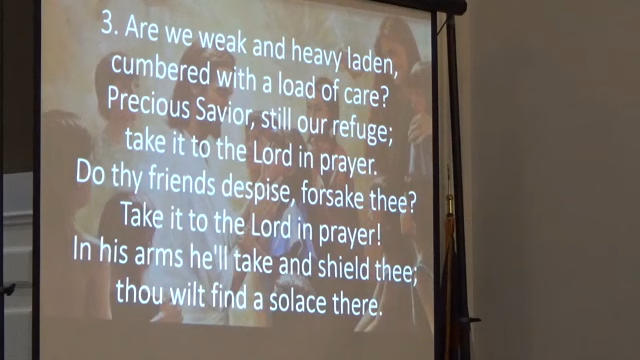 3. Are we weak and heavy laden,
cumbered with a load of care?
Precious Savior, still our refuge;
take it to the Lord in prayer.
Do thy friends despise, forsake thee?
Take it to the Lord in prayer!
In his arms he'll take and shield thee;
thou wilt find a solace there.